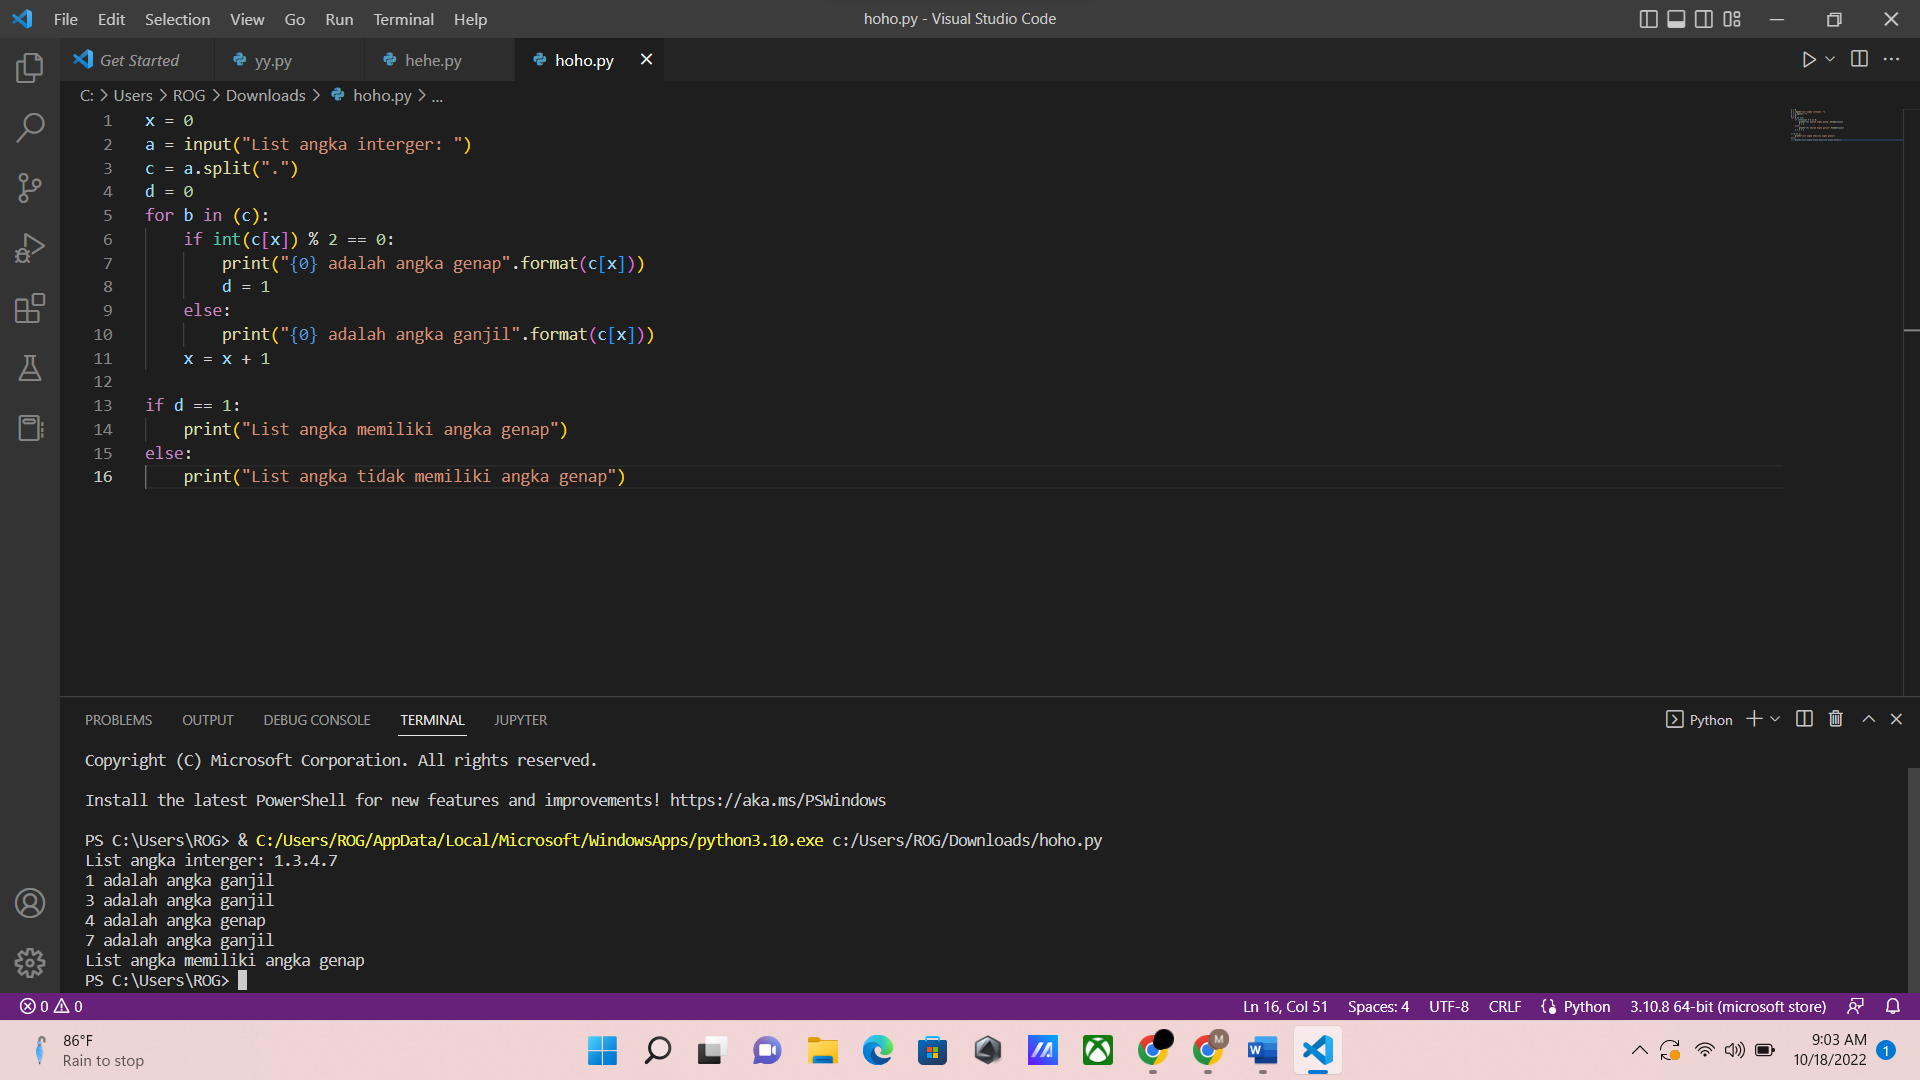 File Edit Selection View Go Run Terminal Help hoho.py - Visual Studio Code
Get Started yy.py hehe.py hoho.py
C: > Users > ROG > Downloads > hoho.py > ...
1 x = 0
2 a = input("List angka interger: ")
3 c = a.split(".")
4 d = 0
5 for b in (c):
6 if int(c[x]) % 2 == 0:
7 print("{0} adalah angka genap".format(c[x]))
8 d = 1
9 else:
10 print("{0} adalah angka ganjil".format(c[x]))
11 x = x + 1
12
13 if d == 1:
14 print("List angka memiliki angka genap")
15 else:
16 print("List angka tidak memiliki angka genap")
PROBLEMS OUTPUT DEBUG CONSOLE TERMINAL JUPYTER Python
Copyright (C) Microsoft Corporation. All rights reserved.
Install the latest PowerShell for new features and improvements! https://aka.ms/PSWindows
PS C:\Users\ROG> & C:/Users/ROG/AppData/Local/Microsoft/WindowsApps/python3.10.exe c:/Users/ROG/Downloads/hoho.py
List angka interger: 1.3.4.7
1 adalah angka ganjil
3 adalah angka ganjil
4 adalah angka genap
7 adalah angka ganjil
List angka memiliki angka genap
PS C:\Users\ROG>
0 0 Ln 16, Col 51 Spaces: 4 UTF-8 CRLF Python 3.10.8 64-bit (microsoft store)
86°F
Rain to stop
M
W
9:03 AM
10/18/2022
1